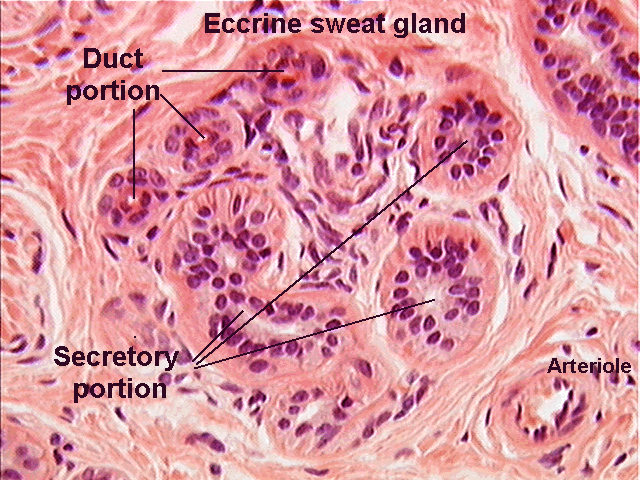 Eccrine sweat gland
Duct
portion
Secretory
portion
Arteriole